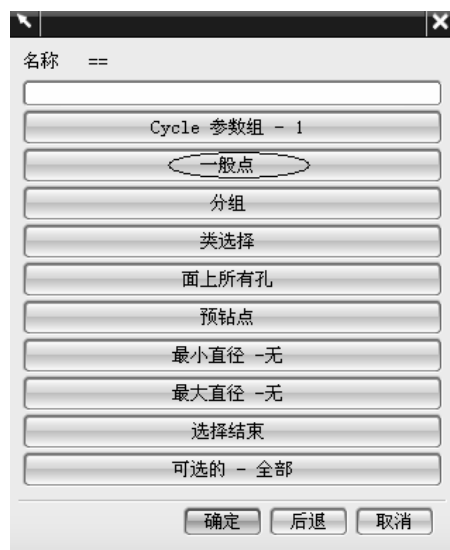 名称 ==
Cycle 参数组 - 1
一般点
分组
类选择
面上所有孔
预钻点
最小直径 -无
最大直径 -无
选择结束
可选的 - 全部
确定 后退 取消